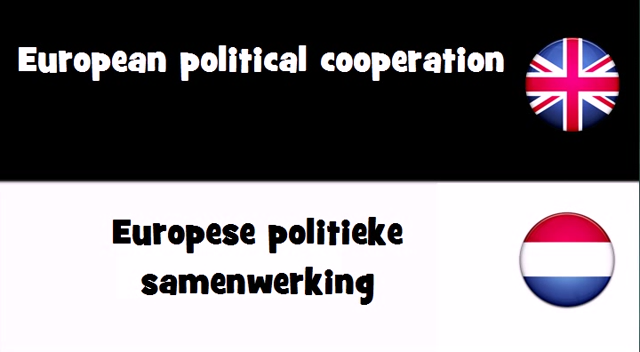 European political cooperation
Europese politieke
samenwerking